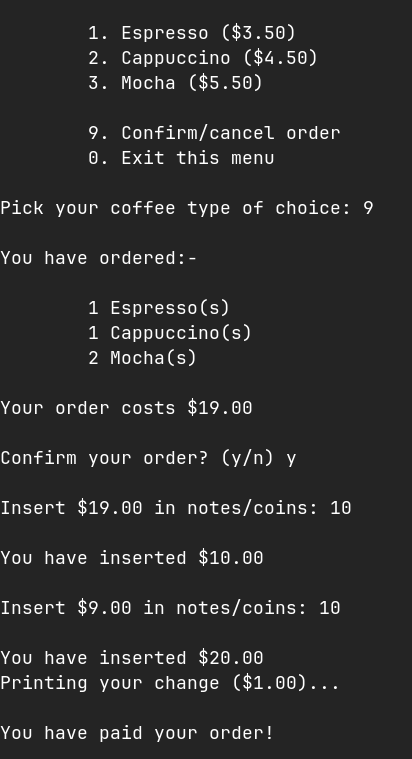 1. Espresso ($3.50)
2. Cappuccino ($4.50)
3. Mocha ($5.50)
9. Confirm/cancel order
0. Exit this menu
Pick your coffee type of choice: 9
You have ordered:-
1 Espresso(s)
1 Cappuccino(s)
2 Mocha(s)
Your order costs $19.00
Confirm your order? (y/n) y
Insert $19.00 in notes/coins: 10
You have inserted $10.00
Insert $9.00 in notes/coins: 10
You have inserted $20.00
Printing your change ($1.00)...
You have paid your order!